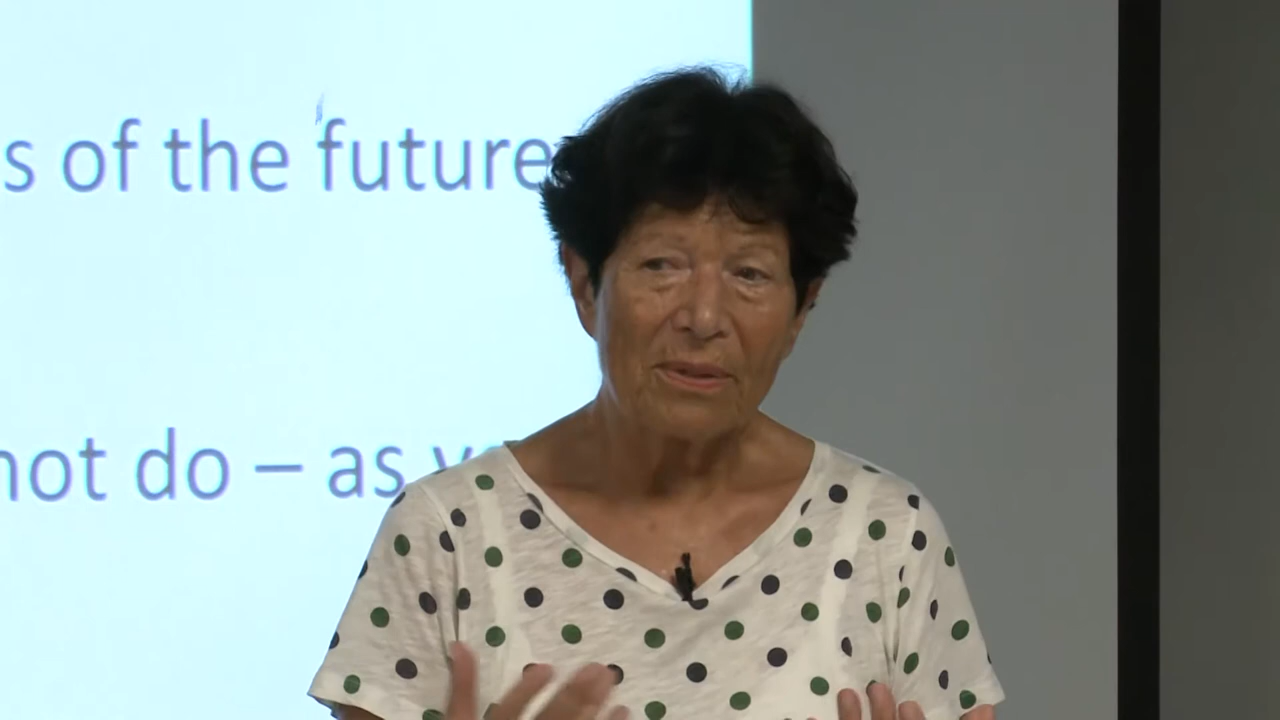 s of the future
not do – as